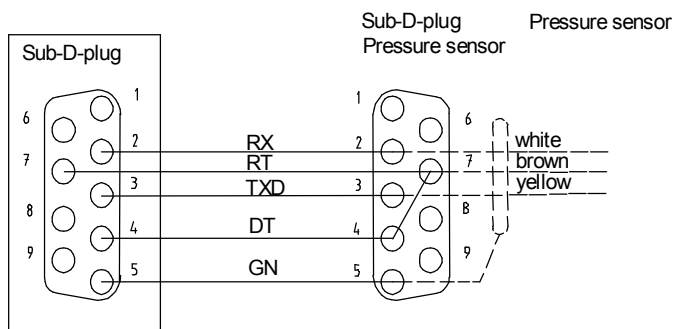 Sub-D-plug Pressure sensor
Pressure sensor
Sub-D-plug
1
6
2
7
3
8
4
9
5
RX
RT
TXD
DT
GN
1
6
2
7
3
8
4
9
5
white
brown
yellow